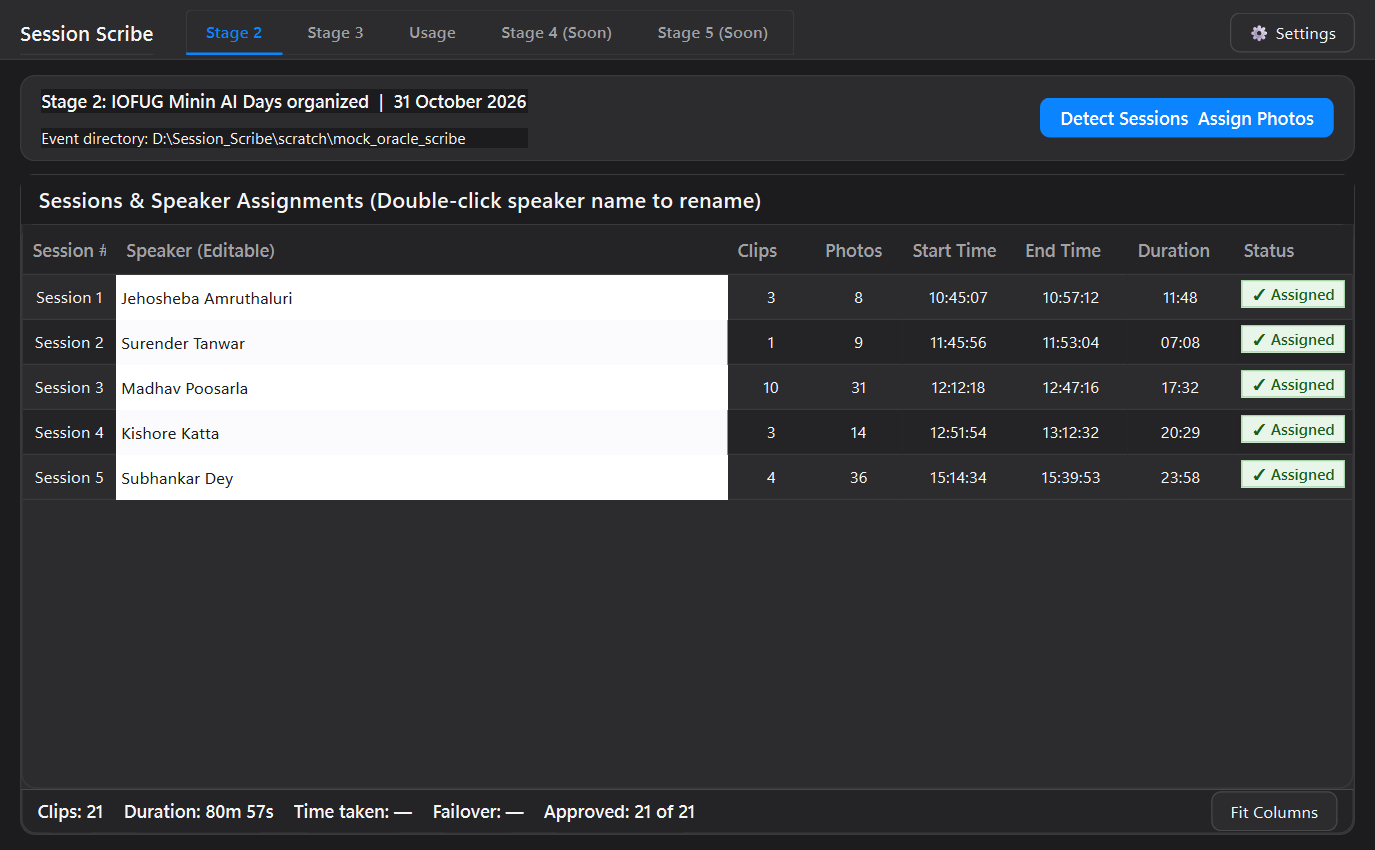 Session Scribe Stage 2 Stage 3 Usage Stage 4 (Soon) Stage 5 (Soon) Settings
Stage 2: IOFUG Minin AI Days organized | 31 October 2026
Event directory: D:\Session_Scribe\scratch\mock_oracle_scribe
Detect Sessions Assign Photos
Sessions & Speaker Assignments (Double-click speaker name to rename)
Session # Speaker (Editable) Clips Photos Start Time End Time Duration Status
Session 1 Jehosheba Amruthaluri 3 8 10:45:07 10:57:12 11:48 ✓ Assigned
Session 2 Surender Tanwar 1 9 11:45:56 11:53:04 07:08 ✓ Assigned
Session 3 Madhav Poosarla 10 31 12:12:18 12:47:16 17:32 ✓ Assigned
Session 4 Kishore Katta 3 14 12:51:54 13:12:32 20:29 ✓ Assigned
Session 5 Subhankar Dey 4 36 15:14:34 15:39:53 23:58 ✓ Assigned
Clips: 21 Duration: 80m 57s Time taken: — Failover: — Approved: 21 of 21 Fit Columns